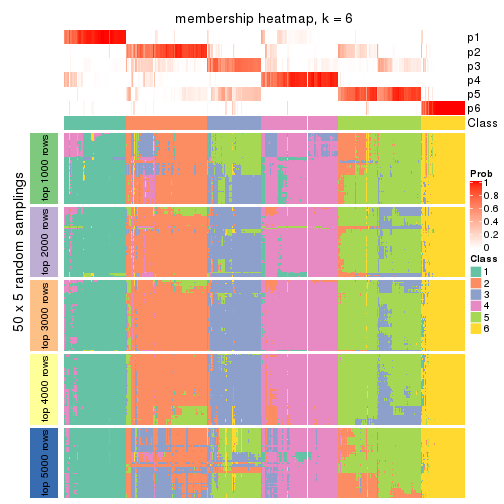 membership heatmap, k = 6
p1
p2
p3
p4
p5
p6
Class
50 x 5 random samplings
top 1000 rows
top 2000 rows
top 3000 rows
top 4000 rows
top 5000 rows
Prob
1
0.8
0.6
0.4
0.2
0
Class
1
2
3
4
5
6